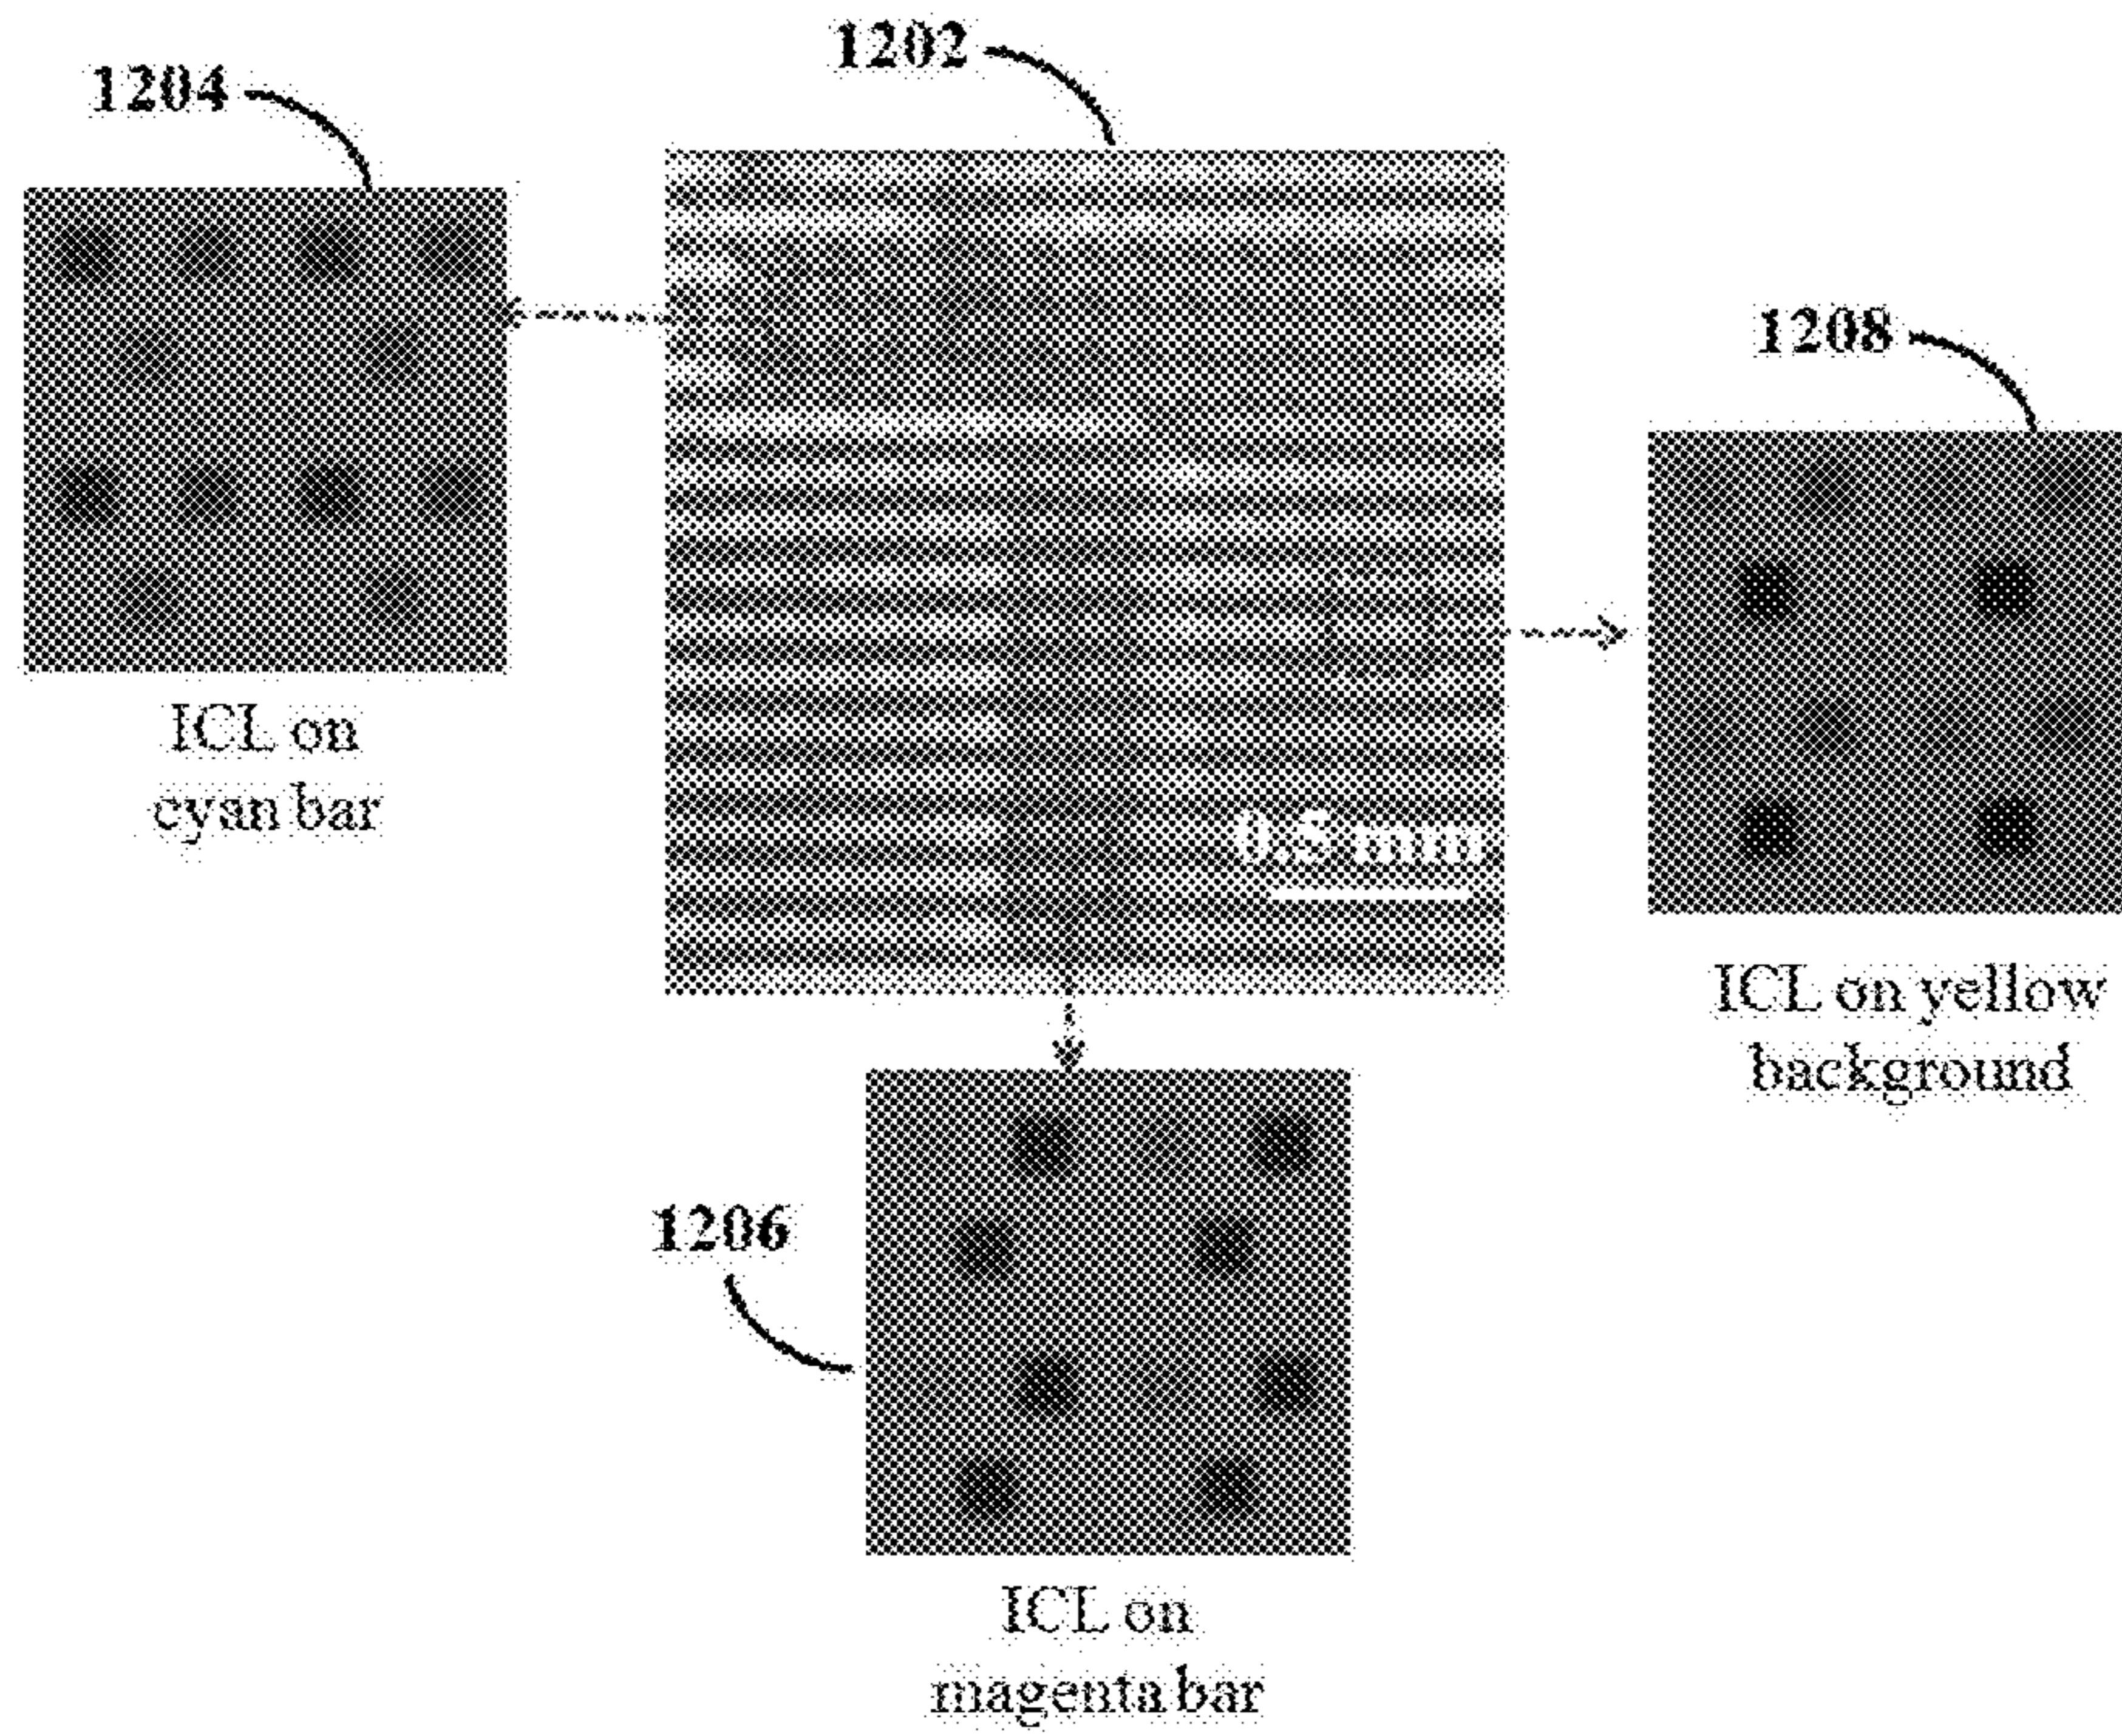 1202
1204
1208
ICL on
cyan bar
0.5 mm
ICL on yellow
background
1206
ICL on
magenta bar